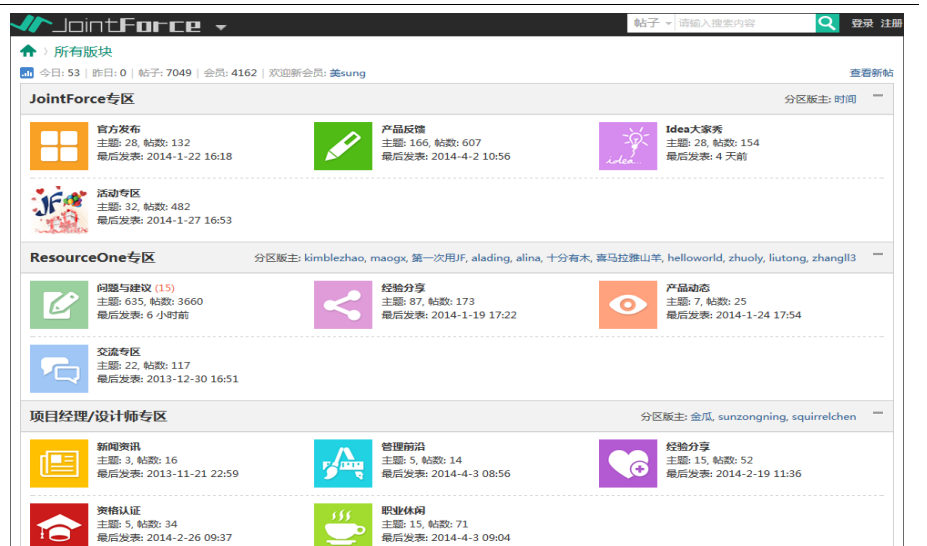 JointForce 帖子 请输入搜索内容 登录 注册
所有版块
今日: 53 | 昨日: 0 | 帖子: 7049 | 会员: 4162 | 欢迎新会员: 美sung 查看新帖
JointForce专区 分区版主: 时间
官方发布
主题: 28, 帖数: 132
最后发表: 2014-1-22 16:18
产品反馈
主题: 166, 帖数: 607
最后发表: 2014-4-2 10:56
idea...
Idea大家秀
主题: 28, 帖数: 154
最后发表: 4 天前
JF
活动专区
主题: 32, 帖数: 482
最后发表: 2014-1-27 16:53
ResourceOne专区 分区版主: kimblezhao, maogx, 第一次用JF, alading, alina, 十分有木, 喜马拉雅山羊, helloworld, zhuoly, liutong, zhangll3
问题与建议 (15)
主题: 635, 帖数: 3660
最后发表: 6 小时前
经验分享
主题: 87, 帖数: 173
最后发表: 2014-1-19 17:22
产品动态
主题: 7, 帖数: 25
最后发表: 2014-1-24 17:54
交流专区
主题: 22, 帖数: 117
最后发表: 2013-12-30 16:51
项目经理/设计师专区 分区版主: 金瓜, sunzongning, squirrelchen
新闻资讯
主题: 3, 帖数: 16
最后发表: 2013-11-21 22:59
管理前沿
主题: 5, 帖数: 14
最后发表: 2014-4-3 08:56
经验分享
主题: 15, 帖数: 52
最后发表: 2014-2-19 11:36
资格认证
主题: 5, 帖数: 34
最后发表: 2014-2-26 09:37
职业休闲
主题: 15, 帖数: 71
最后发表: 2014-4-3 09:04